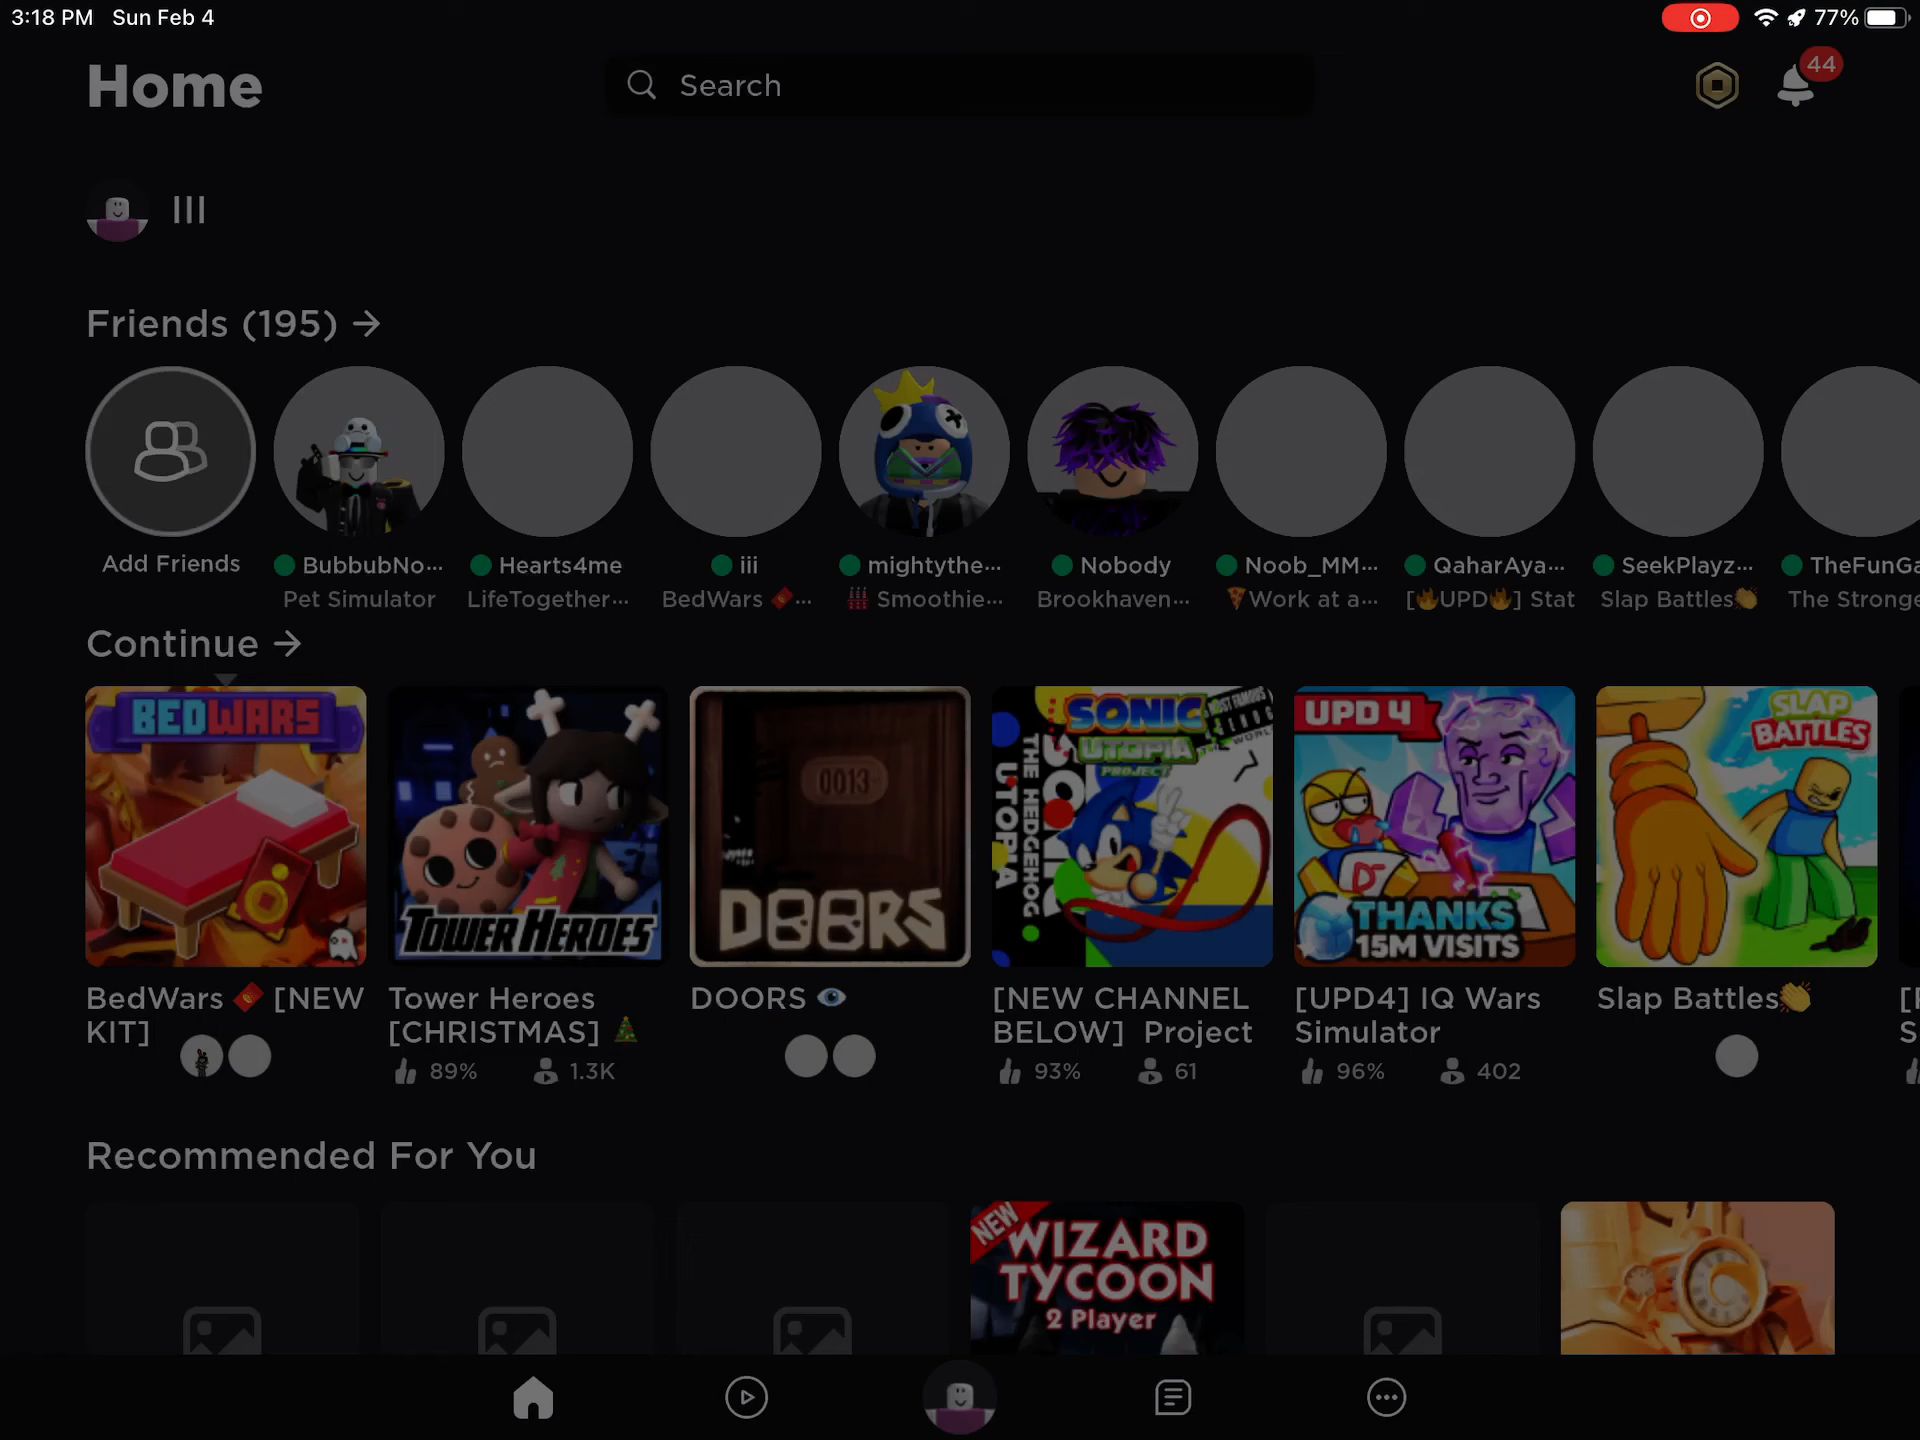 3:18 PM Sun Feb 4
77%
Home
Search
44
III
Friends (195) →
Add Friends
BubbubNo...
Pet Simulator
Hearts4me
LifeTogether...
iii
BedWars 🧧...
mightythe...
Smoothie...
Nobody
Brookhaven...
Noob_MM...
🍕Work at a...
QaharAya...
[🔥UPD🔥] Stat
SeekPlayz...
Slap Battles👏
TheFunGa
The Stronge
Continue →
BEDWARS
TOWER HEROES
0013
DOORS
SONIC
UTOPIA
PROJECT
THE HEDGEHOG
UTOPIA
UPD 4
THANKS
15M VISITS
SLAP
BATTLES
BedWars 🧧 [NEW
KIT]
Tower Heroes
[CHRISTMAS] 🎄
89% 1.3K
DOORS 👁️
[NEW CHANNEL
BELOW] Project
93% 61
[UPD4] IQ Wars
Simulator
96% 402
Slap Battles👏
Recommended For You
NEW
WIZARD
TYCOON
2 Player